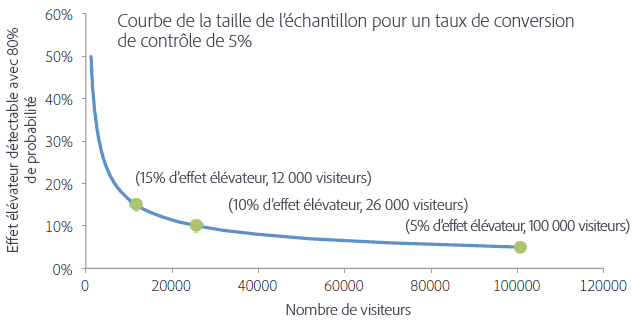 Courbe de la taille de l'échantillon pour un taux de conversion
de contrôle de 5%
Effet élévateur détectable avec 80%
de probabilité
60%
50%
40%
30%
20%
10%
0%
(15% d'effet élévateur, 12 000 visiteurs)
(10% d'effet élévateur, 26 000 visiteurs)
(5% d'effet élévateur, 100 000 visiteurs)
0 20000 40000 60000 80000 100000 120000
Nombre de visiteurs